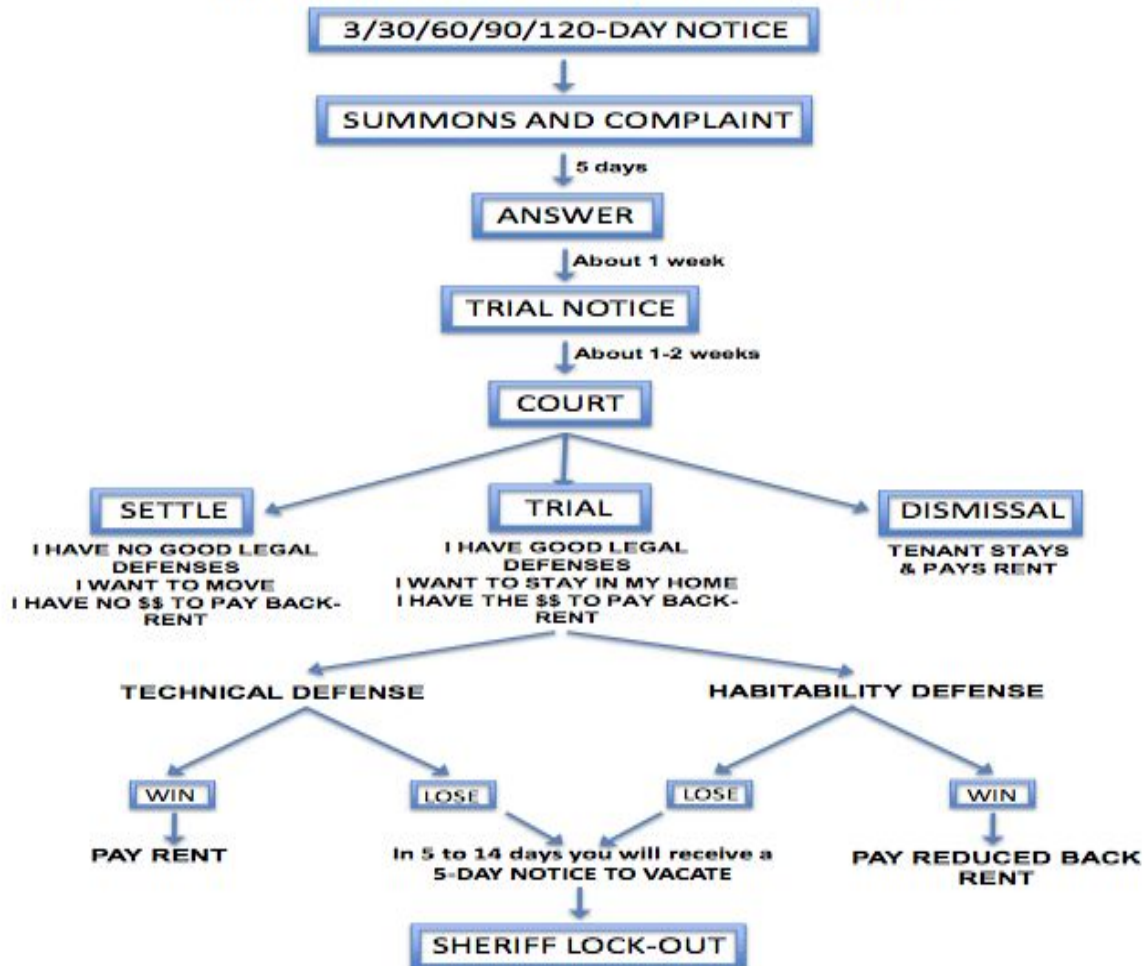 3/30/60/90/120-DAY NOTICE
SUMMONS AND COMPLAINT
5 days
ANSWER
About 1 week
TRIAL NOTICE
About 1-2 weeks
COURT
SETTLE
I HAVE NO GOOD LEGAL
DEFENSES
I WANT TO MOVE
I HAVE NO $$ TO PAY BACK-
RENT
TRIAL
I HAVE GOOD LEGAL
DEFENSES
I WANT TO STAY IN MY HOME
I HAVE THE $$ TO PAY BACK-
RENT
DISMISSAL
TENANT STAYS
& PAYS RENT
TECHNICAL DEFENSE
HABITABILITY DEFENSE
WIN
LOSE
LOSE
WIN
PAY RENT
In 5 to 14 days you will receive a
5-DAY NOTICE TO VACATE
PAY REDUCED BACK
RENT
SHERIFF LOCK-OUT